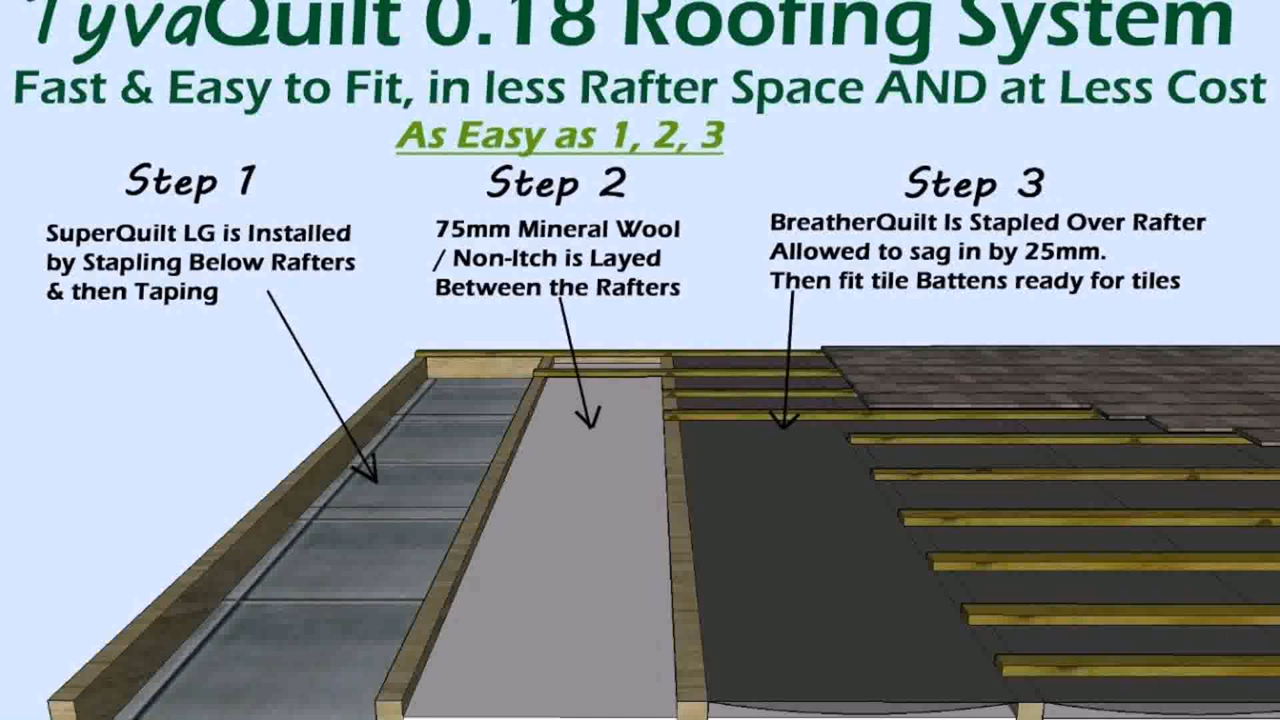 TyvaQuilt 0.18 Roofing System
Fast & Easy to Fit, in less Rafter Space AND at Less Cost
As Easy as 1, 2, 3
Step 1
SuperQuilt LG is Installed
by Stapling Below Rafters
& then Taping
Step 2
75mm Mineral Wool
/ Non-Itch is Layed
Between the Rafters
Step 3
BreatherQuilt Is Stapled Over Rafter
Allowed to sag in by 25mm.
Then fit tile Battens ready for tiles